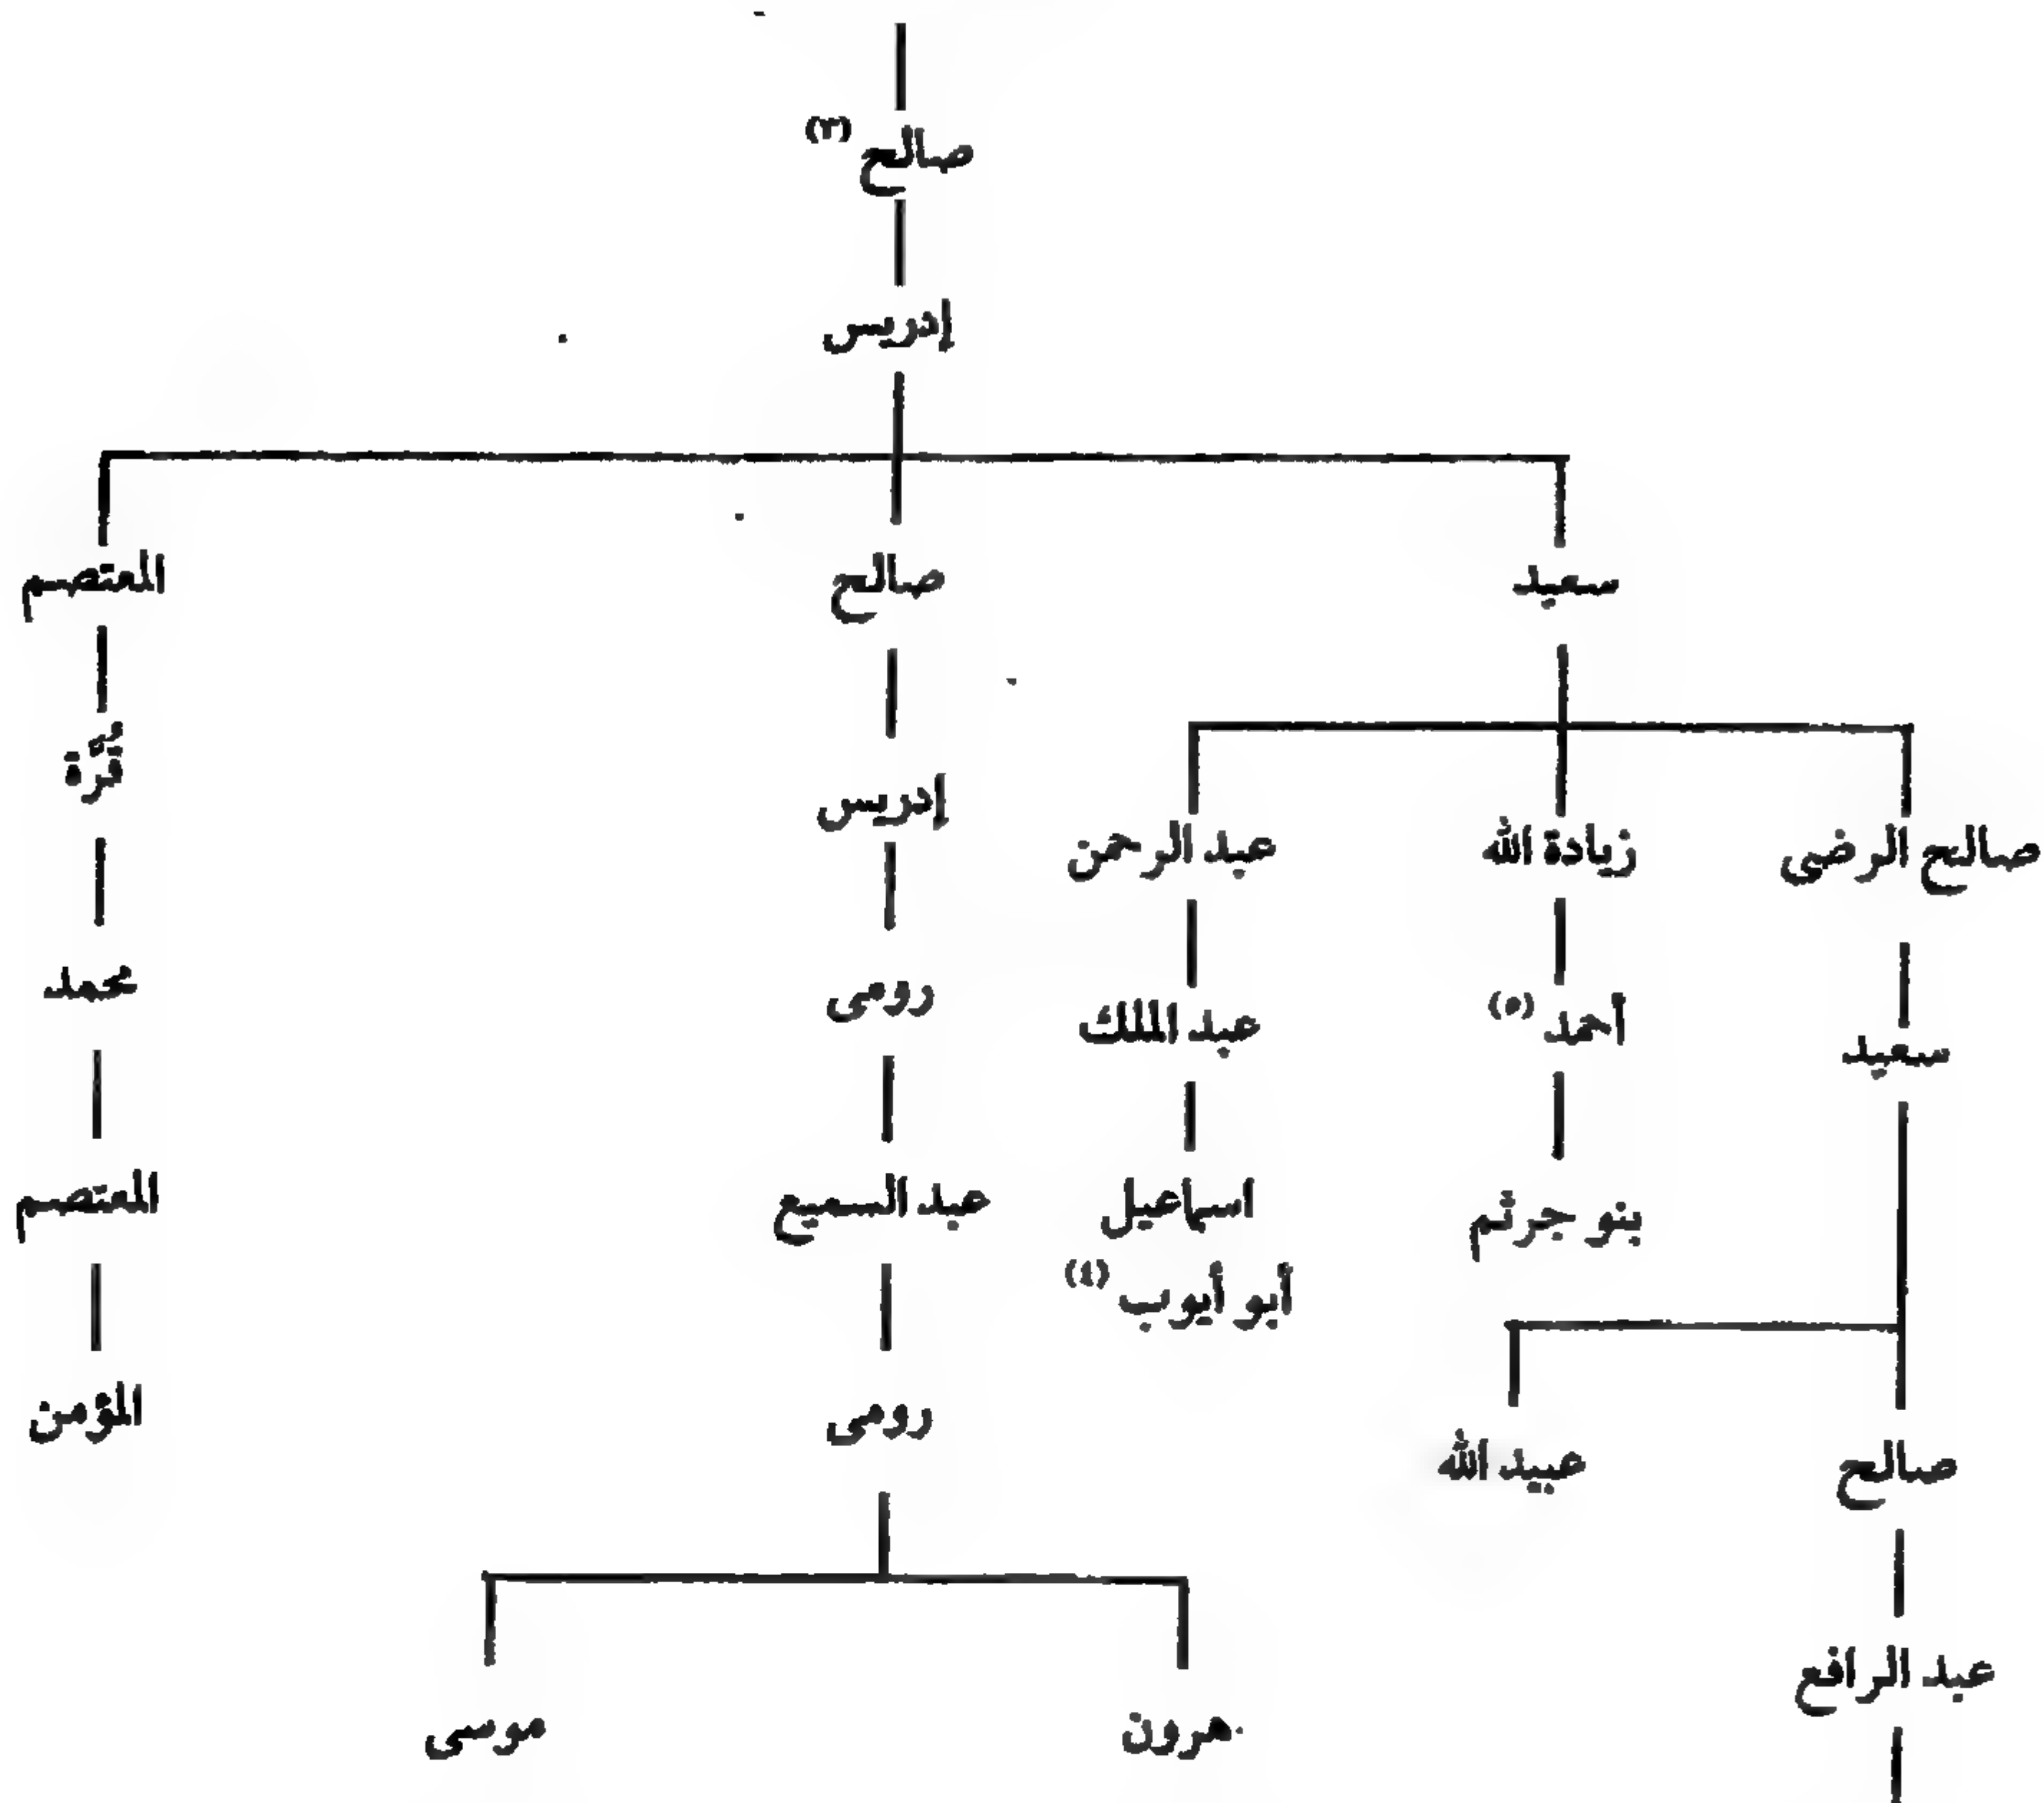 صالح (٣)
إدريس
سعيد
صالح
المعتصم
قُرّة
إدريس
صالح الرضى
زيادة الله
عبد الرحمن
محمد
رومى
أحمد (٥)
عبد الملك
سعيد
المعتصم
عبد السميع
اسماعيل
أبو أيوب (٤)
بنو جرثم
المؤمن
رومى
عبيد الله
صالح
عبد الرافع
هرون
موسى